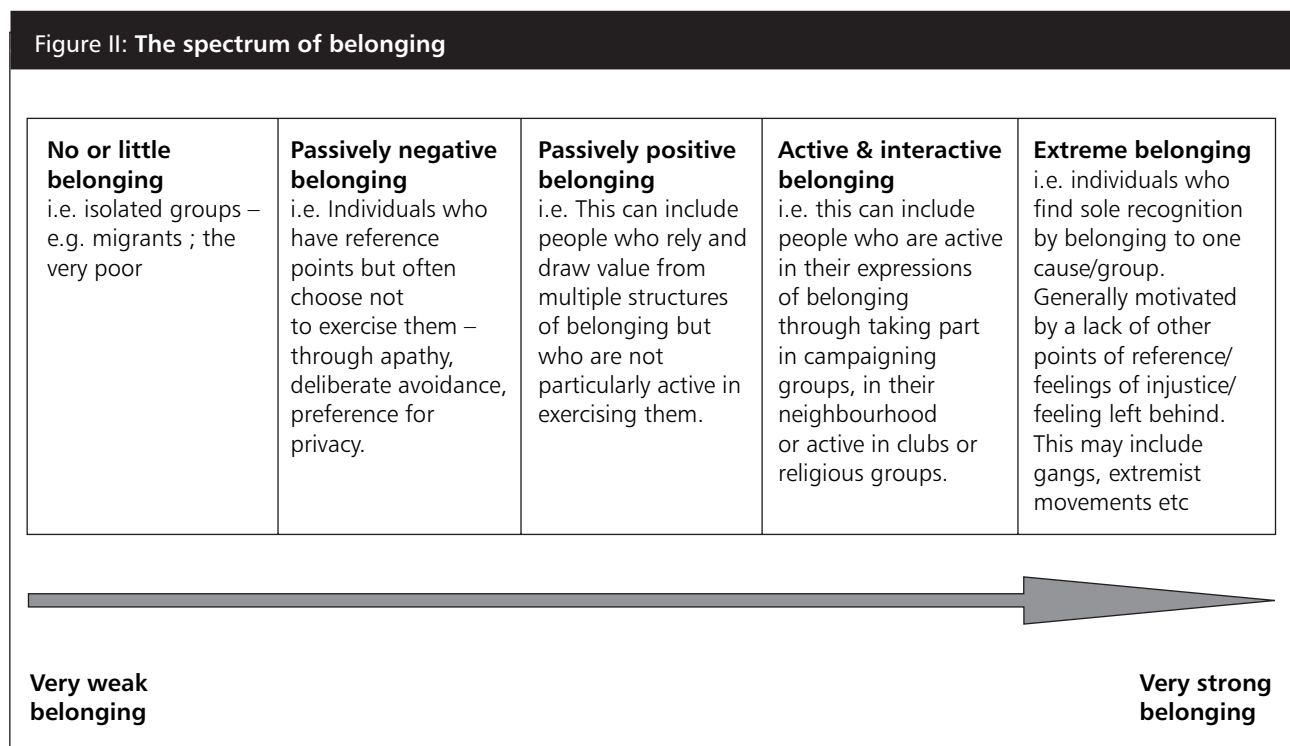 Figure II: The spectrum of belonging
No or little
belonging
i.e. isolated groups –
e.g. migrants ; the
very poor
Passively negative
belonging
i.e. Individuals who
have reference
points but often
choose not
to exercise them –
through apathy,
deliberate avoidance,
preference for
privacy.
Passively positive
belonging
i.e. This can include
people who rely and
draw value from
multiple structures
of belonging but
who are not
particularly active in
exercising them.
Active & interactive
belonging
i.e. this can include
people who are active
in their expressions
of belonging
through taking part
in campaigning
groups, in their
neighbourhood
or active in clubs or
religious groups.
Extreme belonging
i.e. individuals who
find sole recognition
by belonging to one
cause/group.
Generally motivated
by a lack of other
points of reference/
feelings of injustice/
feeling left behind.
This may include
gangs, extremist
movements etc
Very weak
belonging
Very strong
belonging